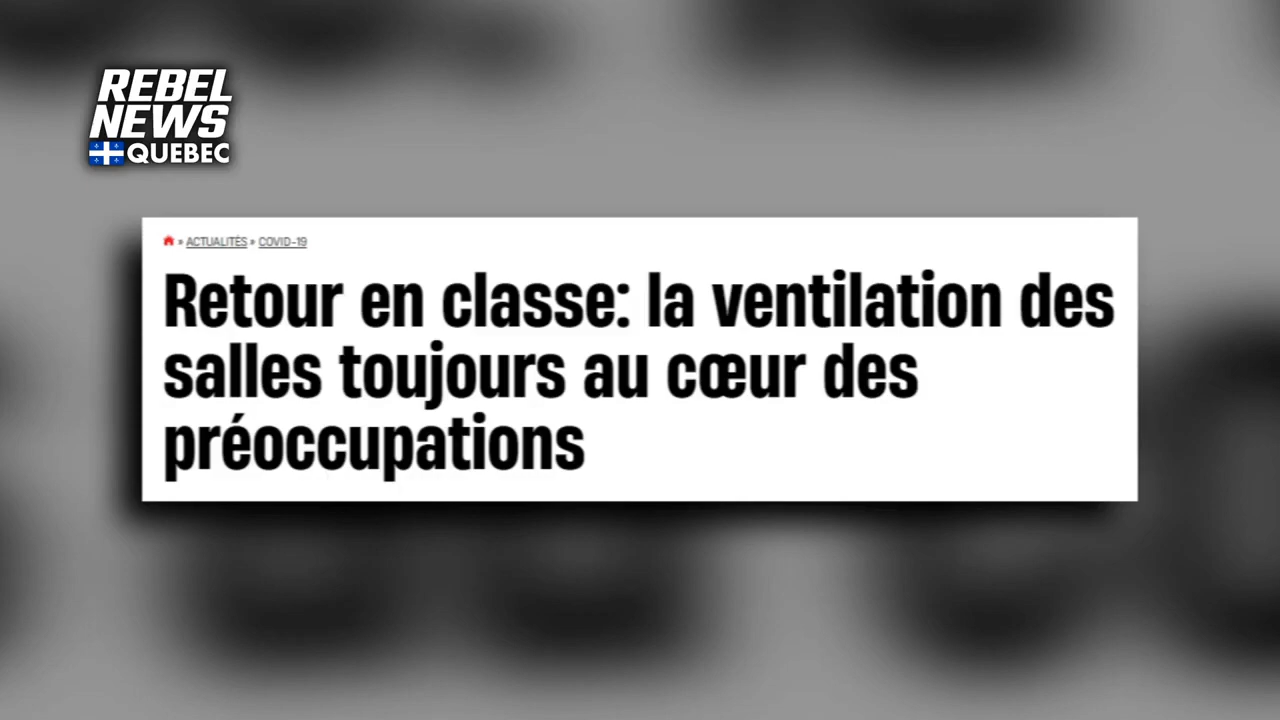 REBEL
NEWS
QUEBEC
» ACTUALITÉS » COVID-19
Retour en classe: la ventilation des
salles toujours au cœur des
préoccupations